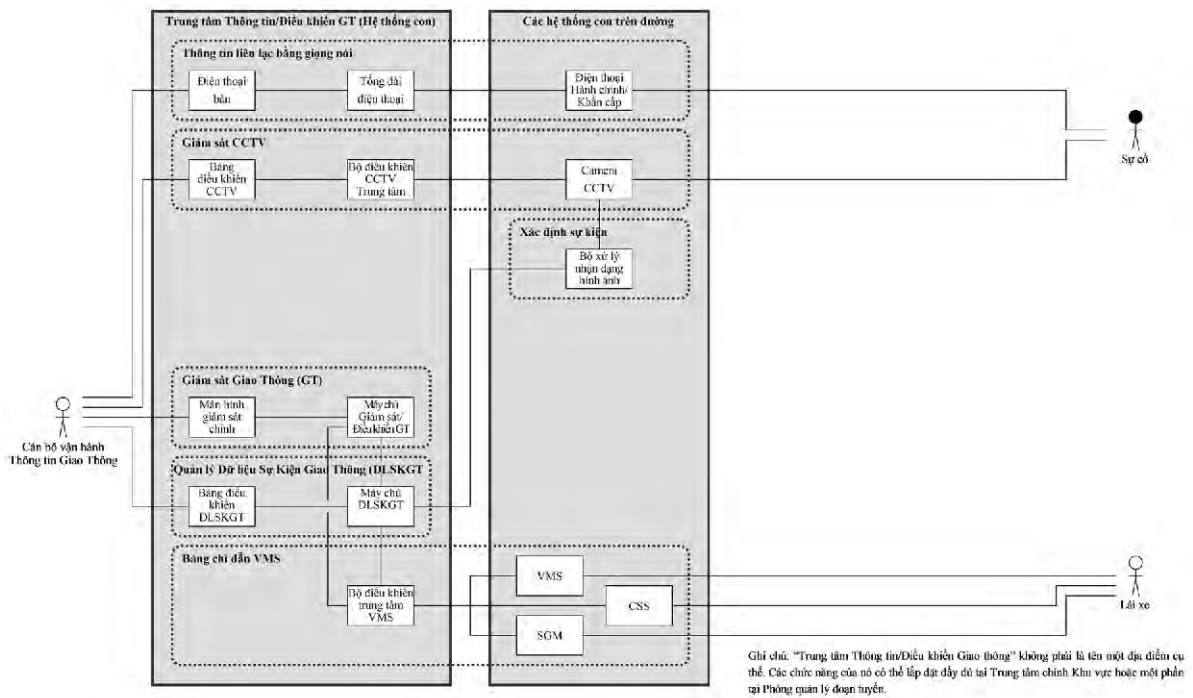 Trung tâm Thông tin/Điều khiển GT (Hệ thống con)
Các hệ thống con trên đường
Thông tin liên lạc bằng giọng nói
Điện thoại
bàn
Tổng đài
điện thoại
Điện thoại
Hành chính/
Khẩn cấp
Sự cố
Giám sát CCTV
Bảng
điều khiển
CCTV
Bộ điều khiển
CCTV
Trung tâm
Camera
CCTV
Xác định sự kiện
Bộ xử lý
nhận dạng
hình ảnh
Giám sát Giao Thông (GT)
Màn hình
giám sát
chính
Máy chủ
Giám sát/
Điều khiển GT
Cán bộ vận hành
Thông tin Giao Thông
Quản lý Dữ liệu Sự Kiện Giao Thông (DLSKGT
Bảng điều
khiển
DLSKGT
Máy chủ
DLSKGT
Bảng chỉ dẫn VMS
Bộ điều khiển
trung tâm
VMS
VMS
CSS
SGM
Lái xe
Ghi chú: “Trung tâm Thông tin/Điều khiển Giao thông” không phải là tên một địa điểm cụ
thể. Các chức năng của nó có thể lắp đặt đầy đủ tại Trung tâm chính Khu vực hoặc một phần
tại Phòng quản lý đoạn tuyến.